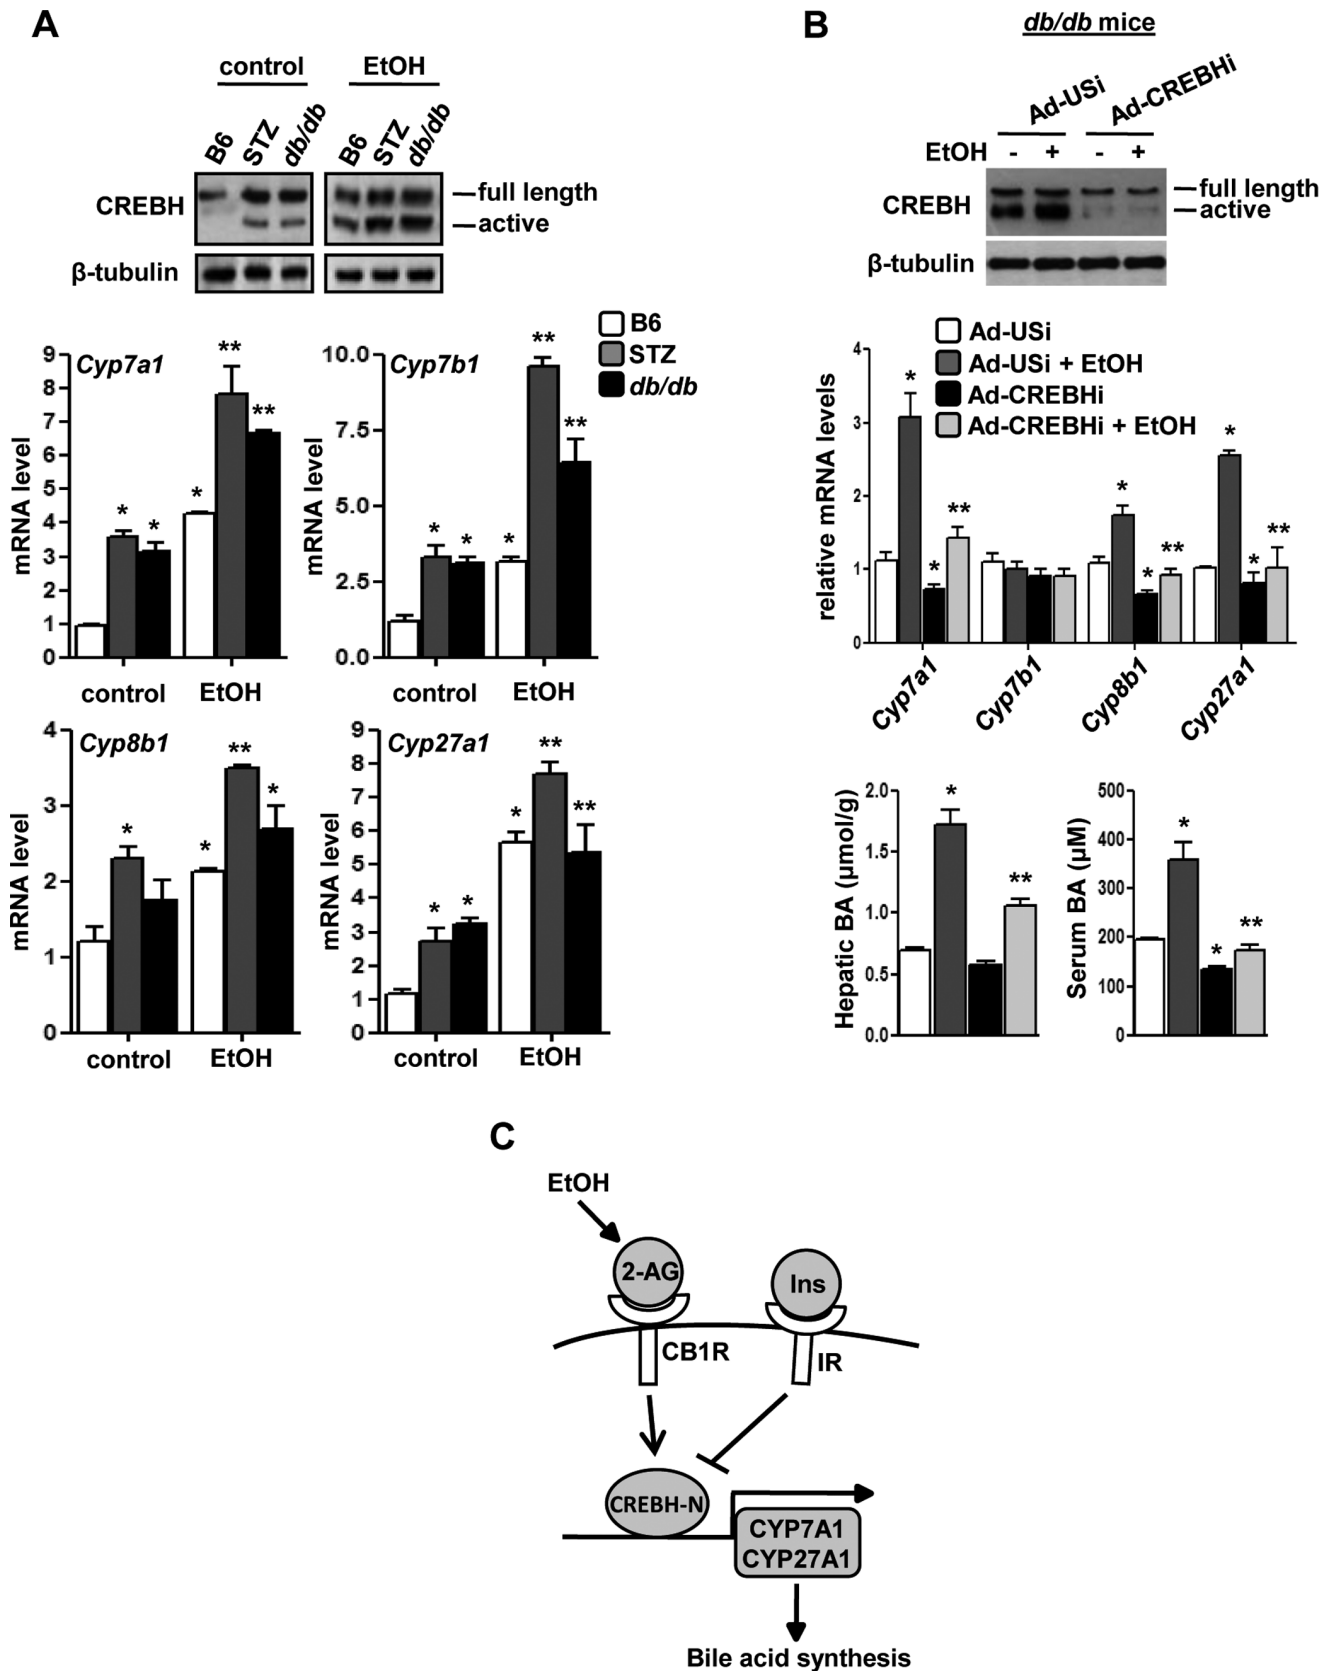 A
control EtOH
B6 STZ db/db B6 STZ db/db
CREBH
full length
active
β-tubulin
B6
STZ
db/db
Cyp7a1
mRNA level
9
8
7
6
5
4
3
2
1
0
* * * ** **
control EtOH
Cyp7b1
mRNA level
10.0
7.5
5.0
2.5
0.0
* * * ** **
control EtOH
Cyp8b1
mRNA level
4
3
2
1
0
* * ** *
control EtOH
Cyp27a1
mRNA level
9
8
7
6
5
4
3
2
1
0
* * * ** **
control EtOH
B
db/db mice
Ad-USi Ad-CREBHi
EtOH - + - +
CREBH
full length
active
β-tubulin
Ad-USi
Ad-USi + EtOH
Ad-CREBHi
Ad-CREBHi + EtOH
relative mRNA levels
4
3
2
1
0
* * ** * * ** * * **
Cyp7a1 Cyp7b1 Cyp8b1 Cyp27a1
Hepatic BA (µmol/g)
2.0
1.5
1.0
0.5
0.0
* **
Serum BA (µM)
500
400
300
200
100
0
* * **
C
EtOH
2-AG
Ins
CB1R
IR
CREBH-N
CYP7A1
CYP27A1
Bile acid synthesis